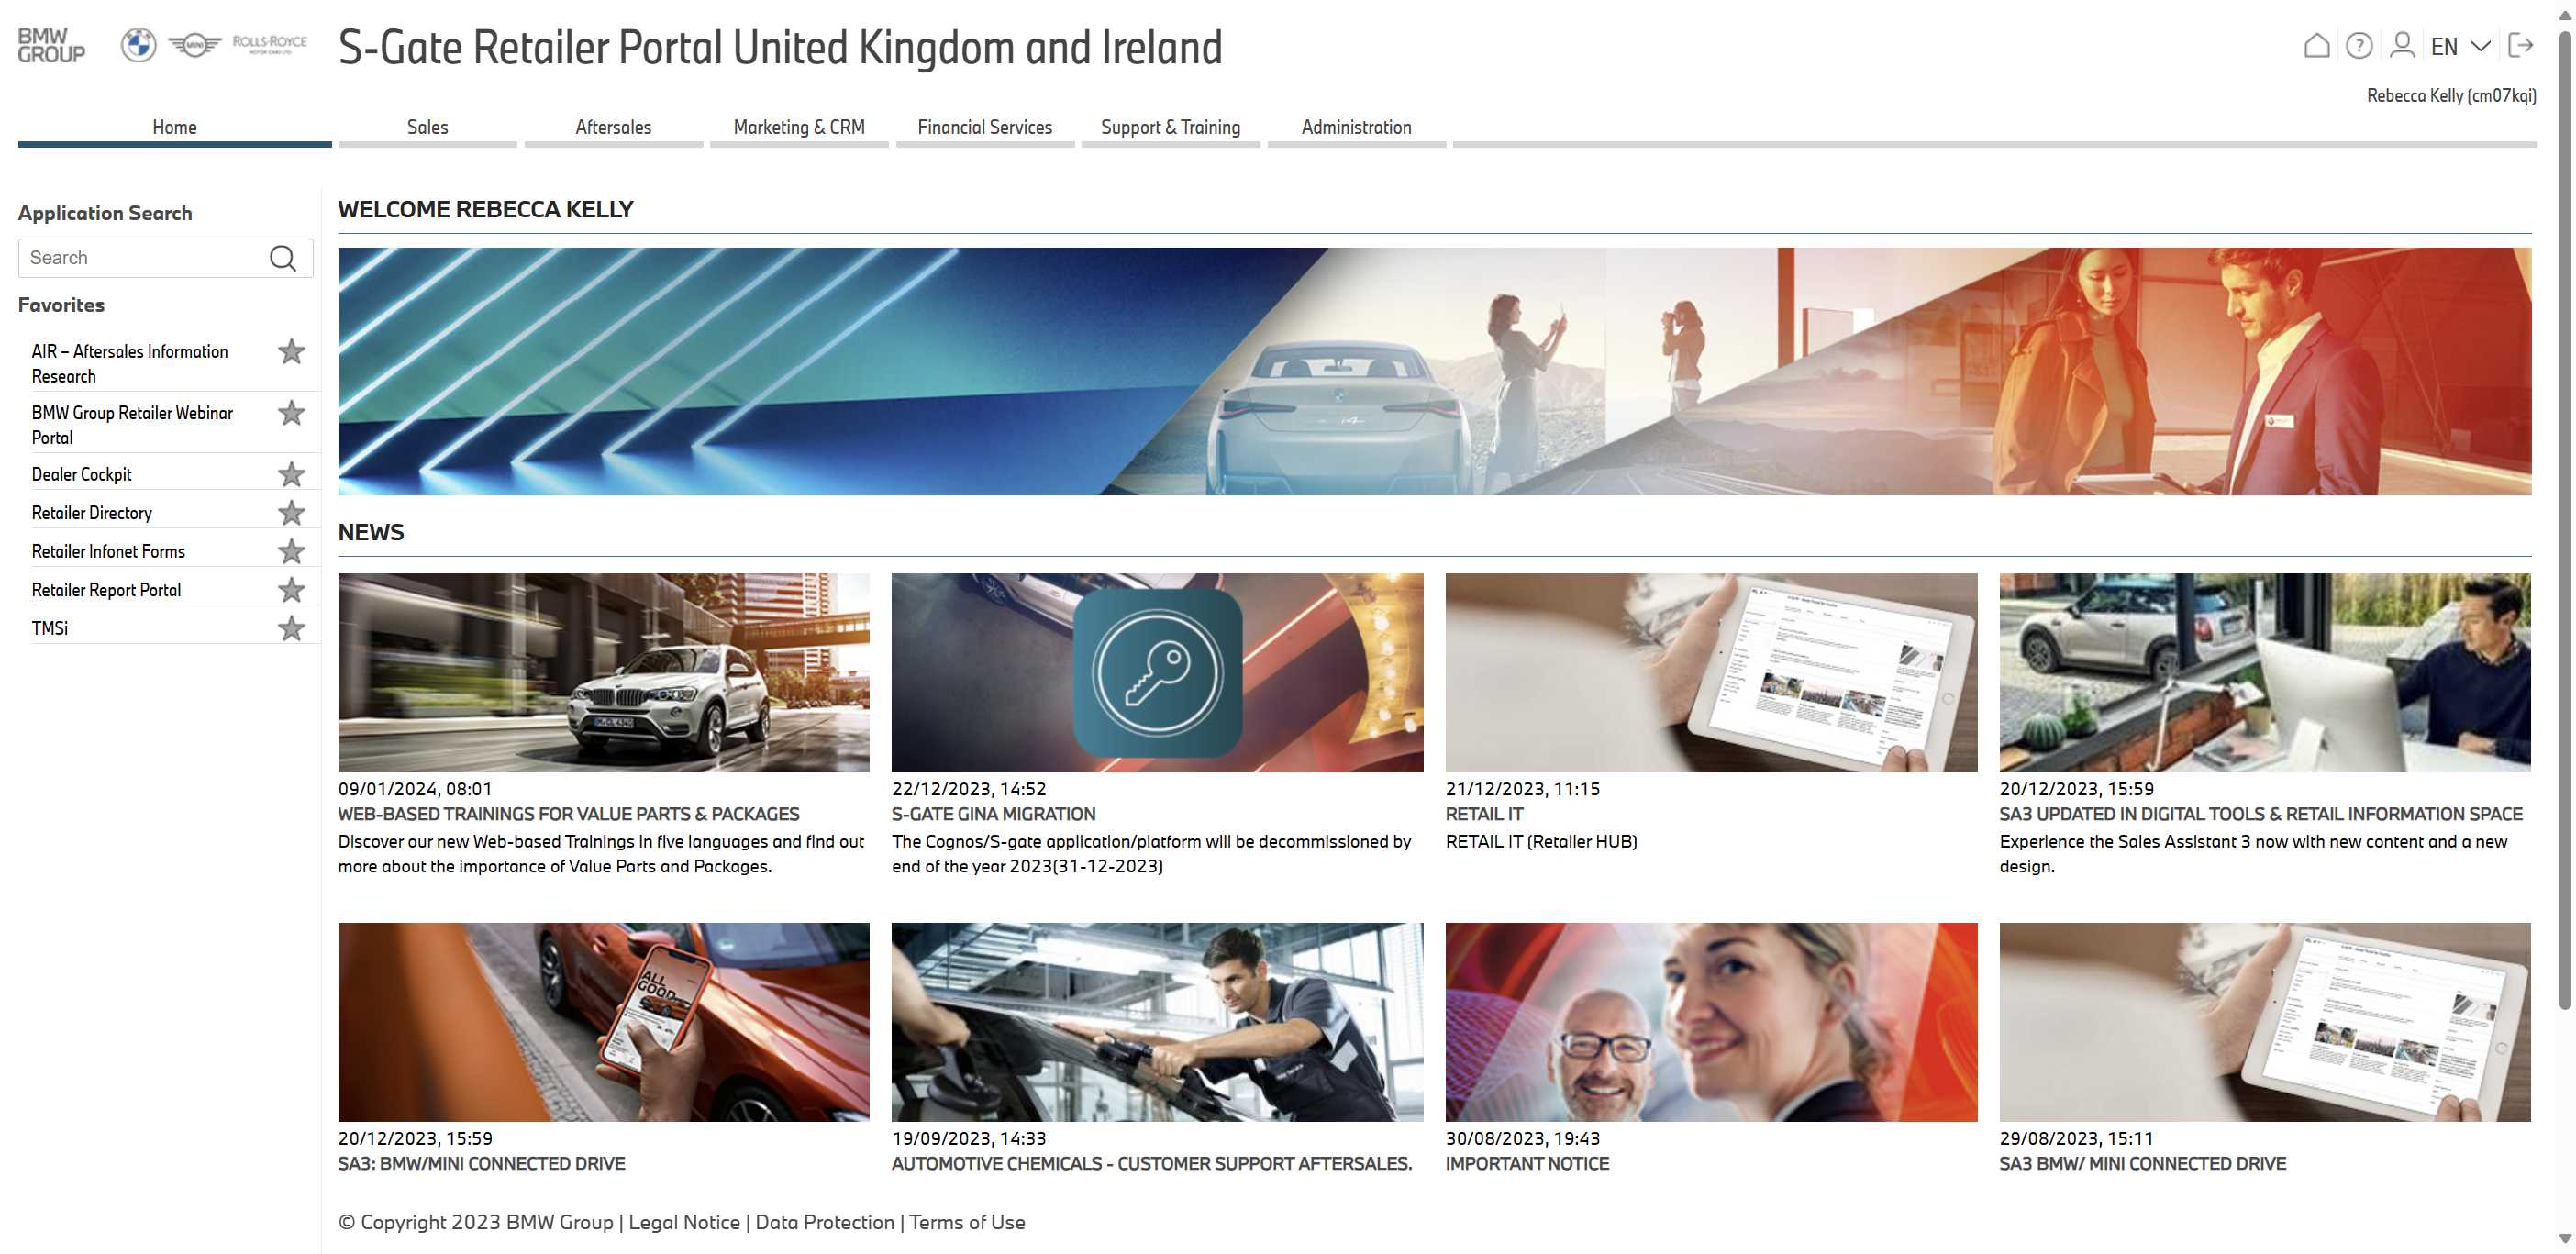 BMW GROUP
MINI
ROLLS-ROYCE
MOTOR CARS LTD
S-Gate Retailer Portal United Kingdom and Ireland
EN
Rebecca Kelly (cm07kqi)
Home
Sales
Aftersales
Marketing & CRM
Financial Services
Support & Training
Administration
Application Search
Search
Favorites
AIR – Aftersales Information
Research
BMW Group Retailer Webinar
Portal
Dealer Cockpit
Retailer Directory
Retailer Infonet Forms
Retailer Report Portal
TMSi
WELCOME REBECCA KELLY
NEWS
09/01/2024, 08:01
WEB-BASED TRAININGS FOR VALUE PARTS & PACKAGES
Discover our new Web-based Trainings in five languages and find out
more about the importance of Value Parts and Packages.
22/12/2023, 14:52
S-GATE GINA MIGRATION
The Cognos/S-gate application/platform will be decommissioned by
end of the year 2023(31-12-2023)
21/12/2023, 11:15
RETAIL IT
RETAIL IT (Retailer HUB)
20/12/2023, 15:59
SA3 UPDATED IN DIGITAL TOOLS & RETAIL INFORMATION SPACE
Experience the Sales Assistant 3 now with new content and a new
design.
ALL
GOOD
20/12/2023, 15:59
SA3: BMW/MINI CONNECTED DRIVE
19/09/2023, 14:33
AUTOMOTIVE CHEMICALS - CUSTOMER SUPPORT AFTERSALES.
30/08/2023, 19:43
IMPORTANT NOTICE
29/08/2023, 15:11
SA3 BMW/ MINI CONNECTED DRIVE
© Copyright 2023 BMW Group | Legal Notice | Data Protection | Terms of Use